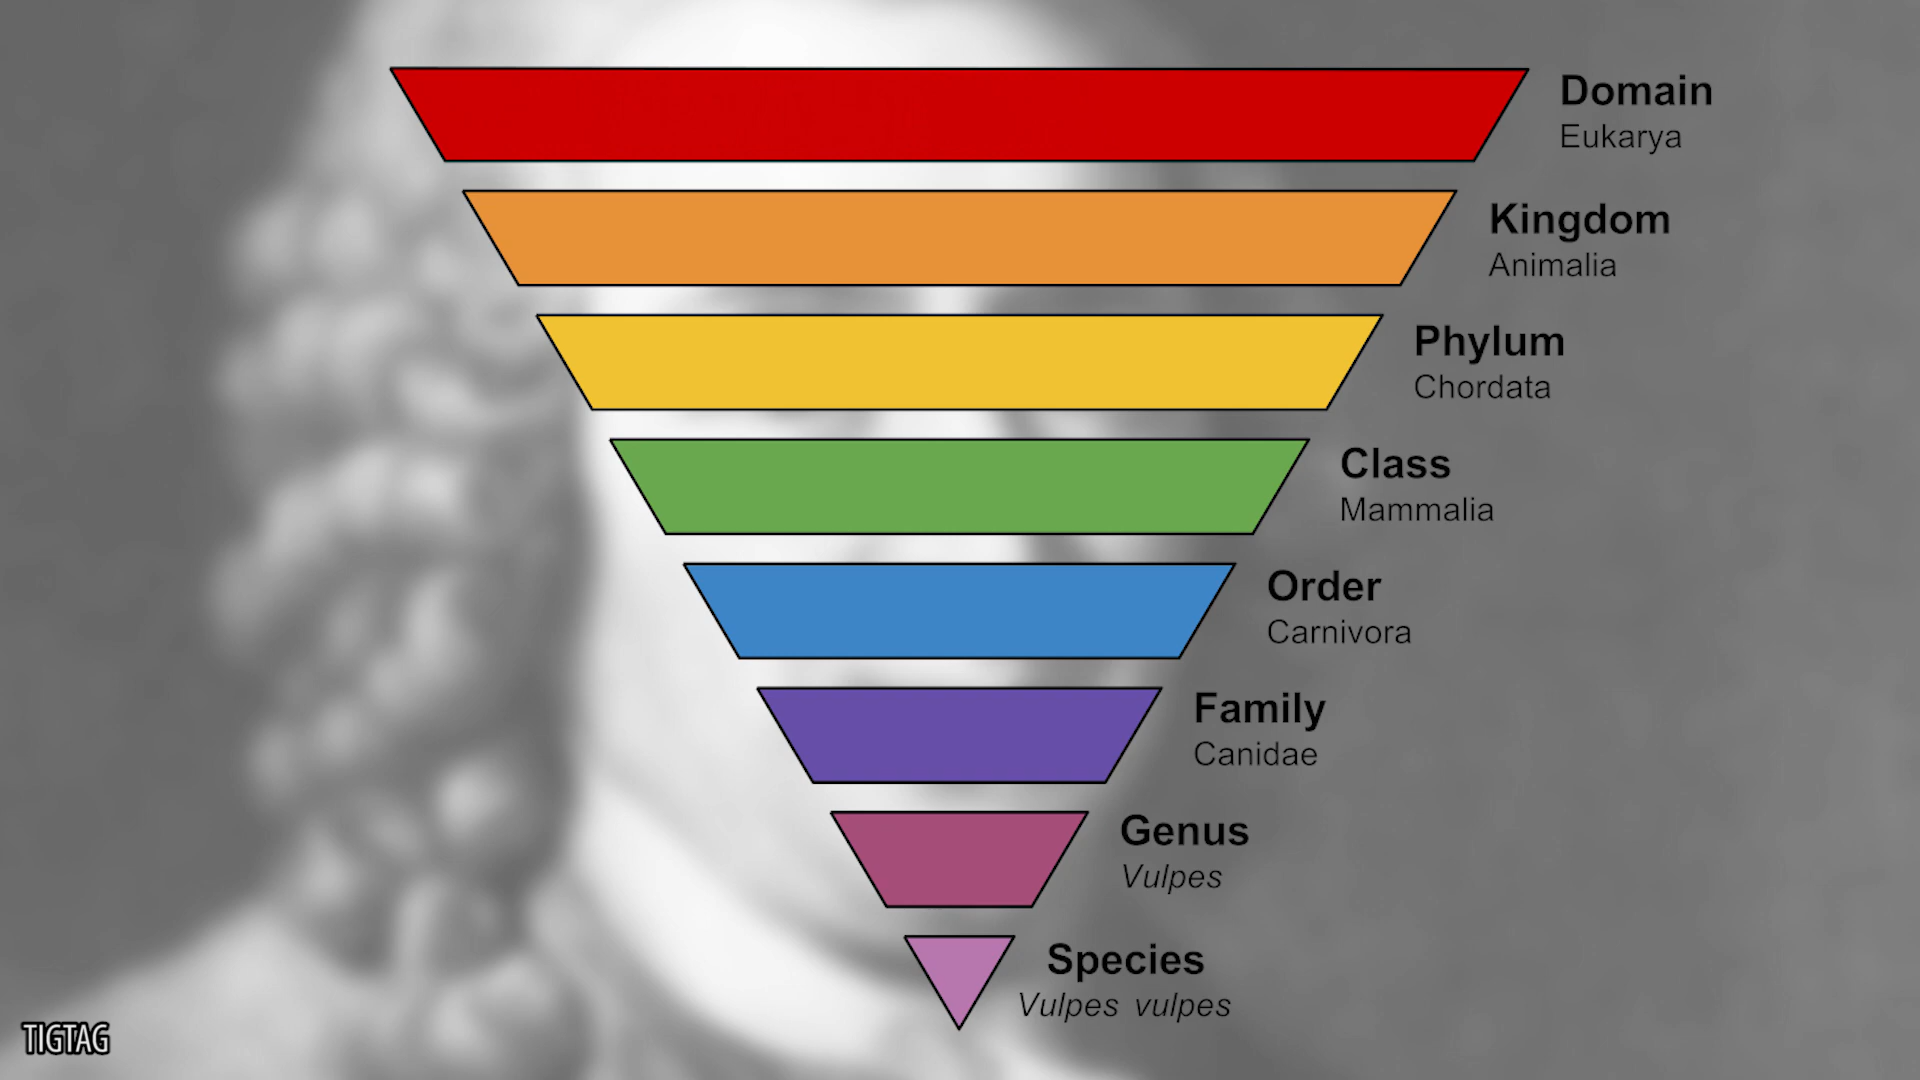 Domain
Eukarya
Kingdom
Animalia
Phylum
Chordata
Class
Mammalia
Order
Carnivora
Family
Canidae
Genus
Vulpes
Species
Vulpes vulpes
TIGTAG